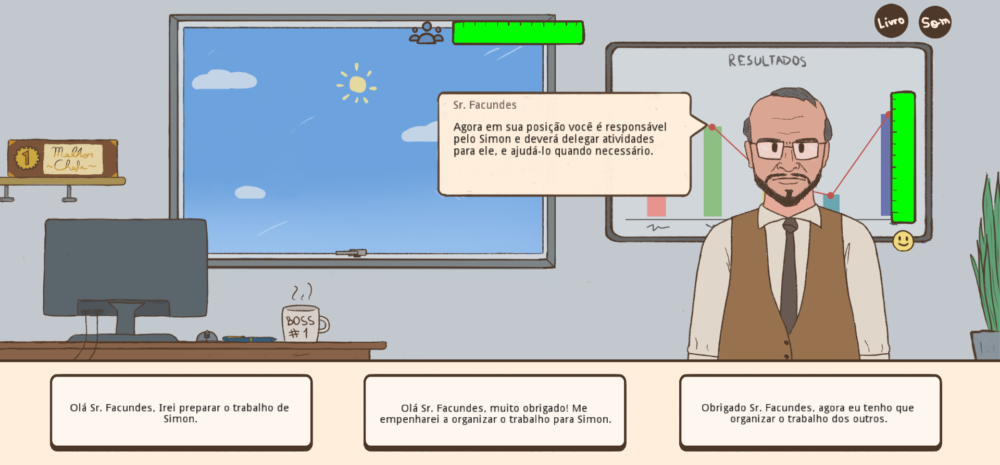 Livro
Som
RESULTADOS
Sr. Facundes
Agora em sua posição você é responsável
pelo Simon e deverá delegar atividades
para ele, e ajudá-lo quando necessário.
1
Melhor
~Chefe~
BOSS
#1
Olá Sr. Facundes, Irei preparar o trabalho de
Simon.
Olá Sr. Facundes, muito obrigado! Me
empenharei a organizar o trabalho para Simon.
Obrigado Sr. Facundes, agora eu tenho que
organizar o trabalho dos outros.